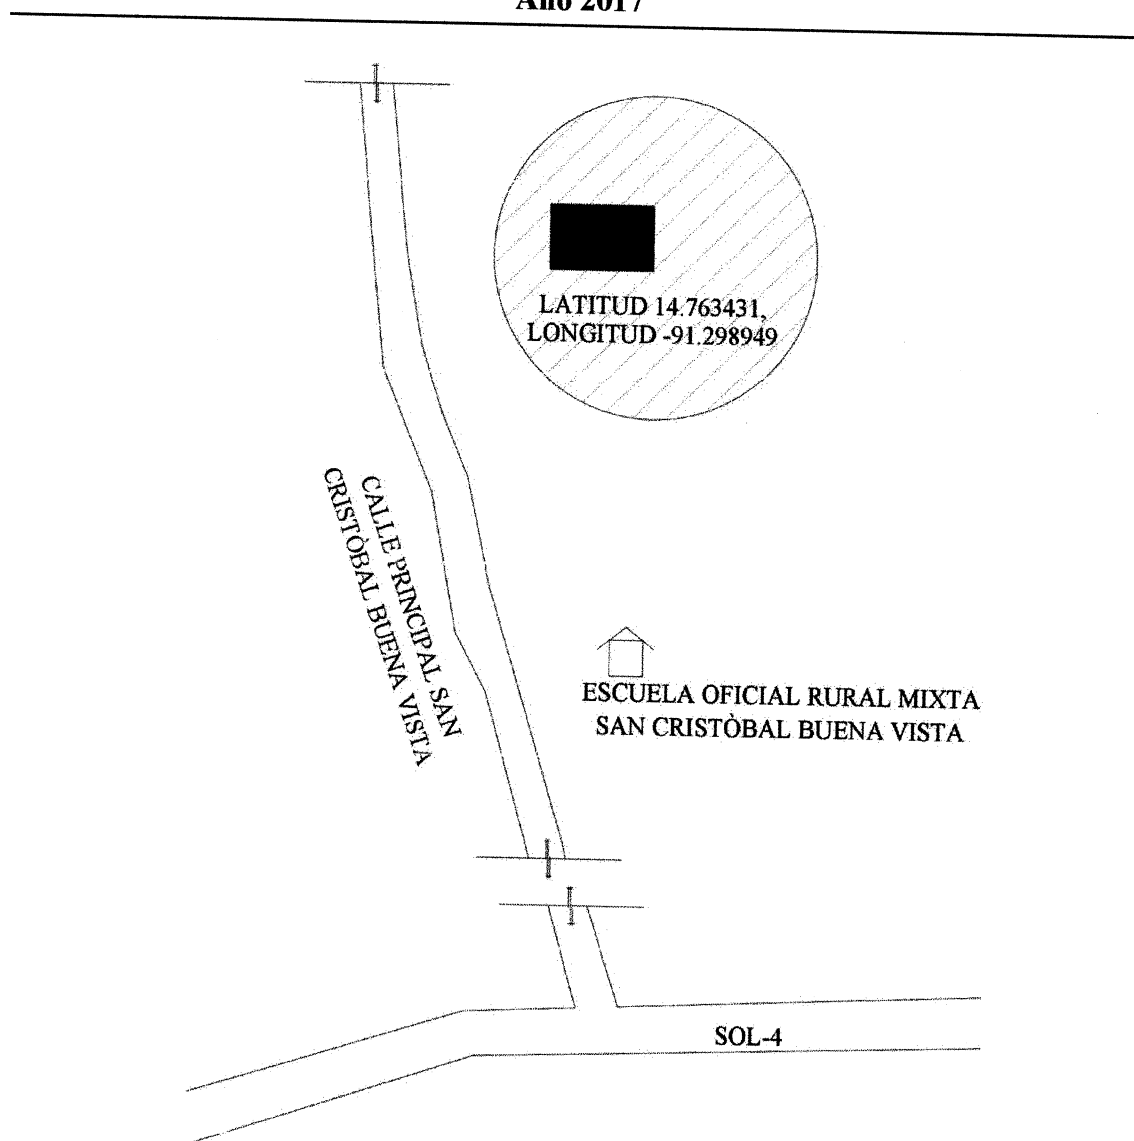 Año 2017
LATITUD 14.763431,
LONGITUD -91.298949
CALLE PRINCIPAL SAN
CRISTÒBAL BUENA VISTA
ESCUELA OFICIAL RURAL MIXTA
SAN CRISTÒBAL BUENA VISTA
SOL-4